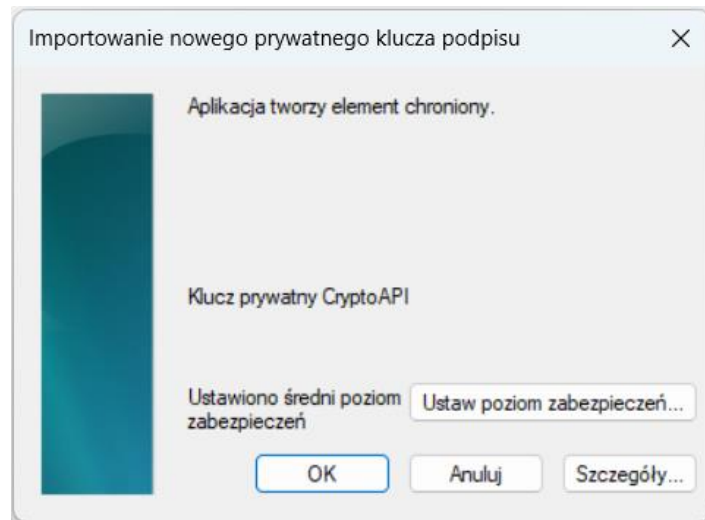 Importowanie nowego prywatnego klucza podpisu
Aplikacja tworzy element chroniony.
Klucz prywatny CryptoAPI
Ustawiono średni poziom
zabezpieczeń
Ustaw poziom zabezpieczeń...
OK
Anuluj
Szczegóły...